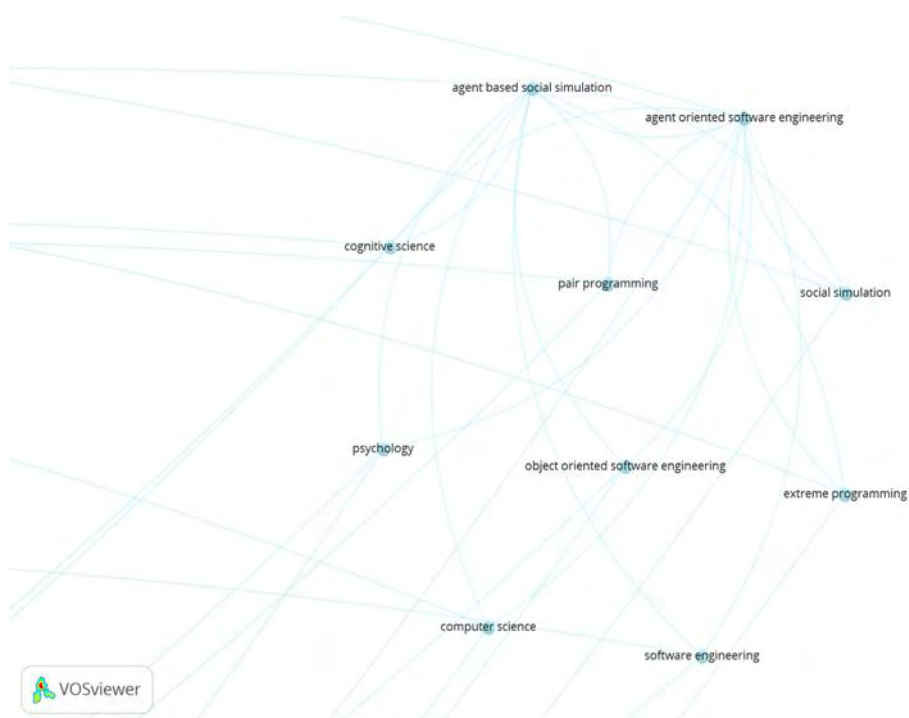 agent based social simulation
agent oriented software engineering
cognitive science
pair programming
social simulation
psychology
object oriented software engineering
extreme programming
computer science
software engineering
VOSviewer